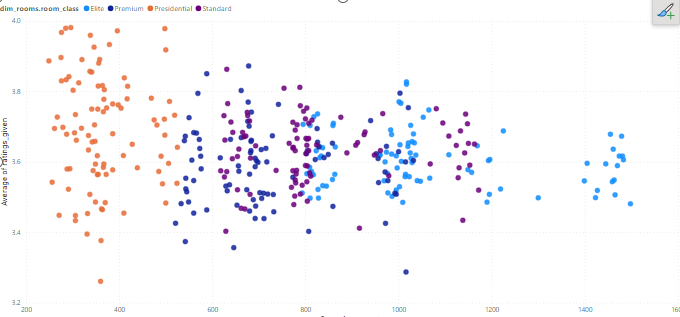 dim_rooms.room_class Elite Premium Presidential Standard
Average of ratings_given
4.0
3.8
3.6
3.4
3.2
200 400 600 800 1000 1200 1400 1600